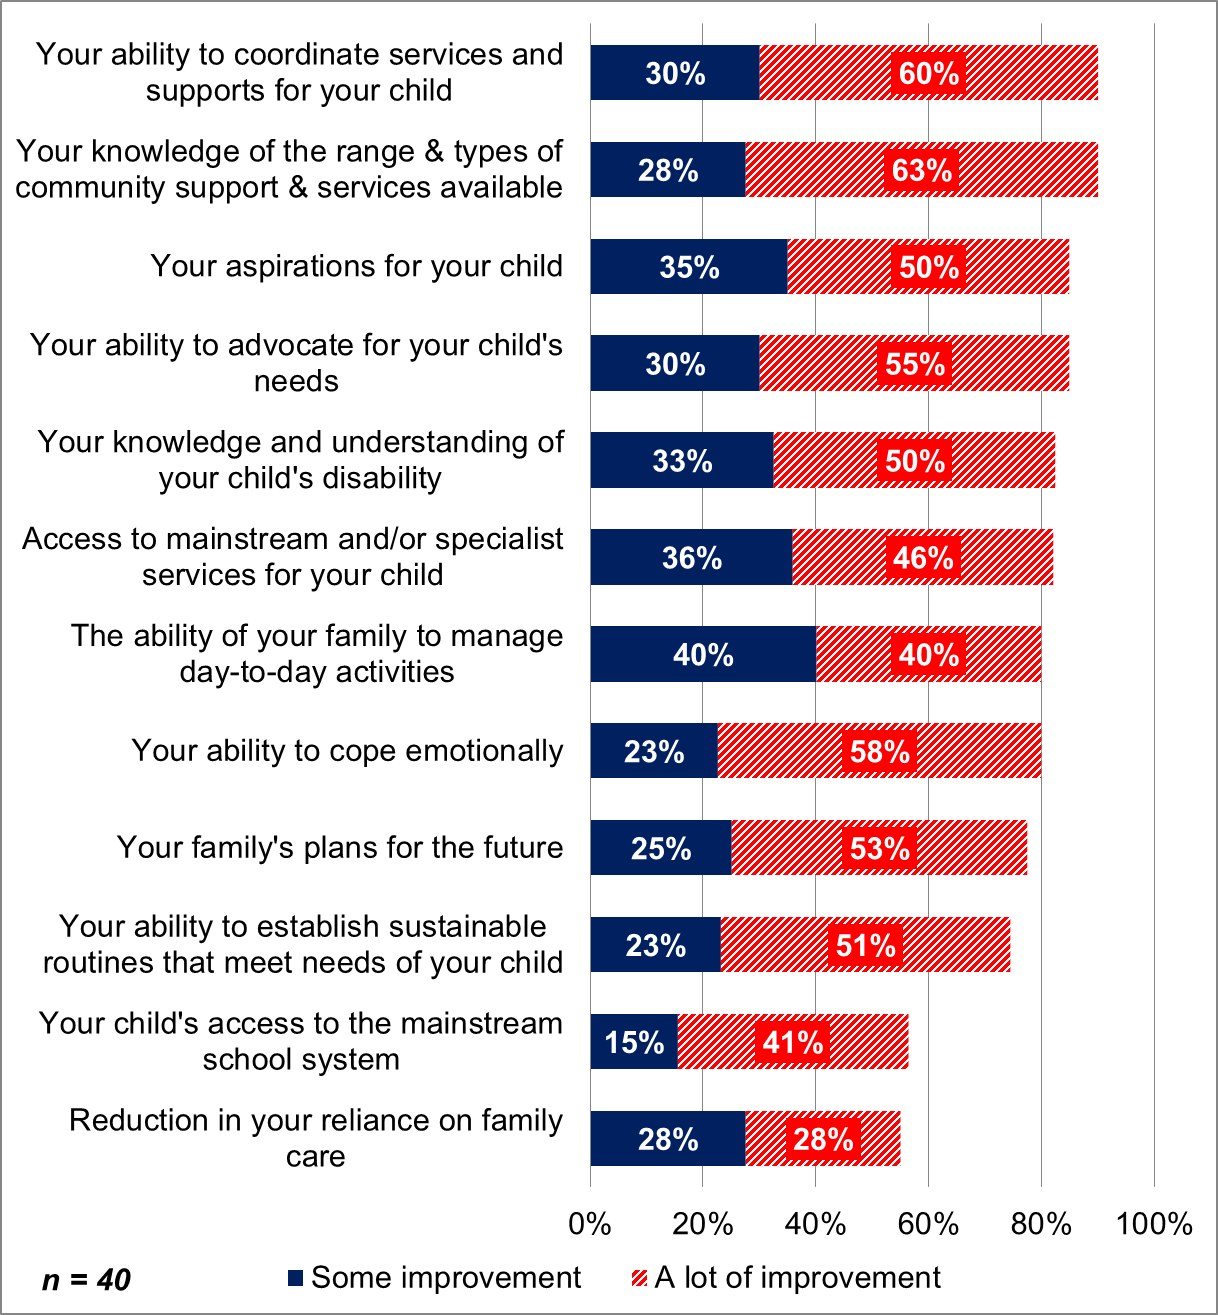 Your ability to coordinate services and
supports for your child
30% 60%
Your knowledge of the range & types of
community support & services available
28% 63%
Your aspirations for your child
35% 50%
Your ability to advocate for your child's
needs
30% 55%
Your knowledge and understanding of
your child's disability
33% 50%
Access to mainstream and/or specialist
services for your child
36% 46%
The ability of your family to manage
day-to-day activities
40% 40%
Your ability to cope emotionally
23% 58%
Your family's plans for the future
25% 53%
Your ability to establish sustainable
routines that meet needs of your child
23% 51%
Your child's access to the mainstream
school system
15% 41%
Reduction in your reliance on family
care
28% 28%
0% 20% 40% 60% 80% 100%
n = 40
Some improvement
A lot of improvement